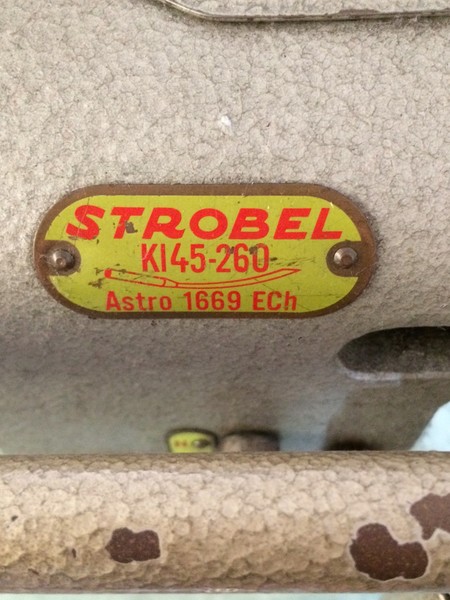 STROBEL
KI45-260
Astro 1669 ECh